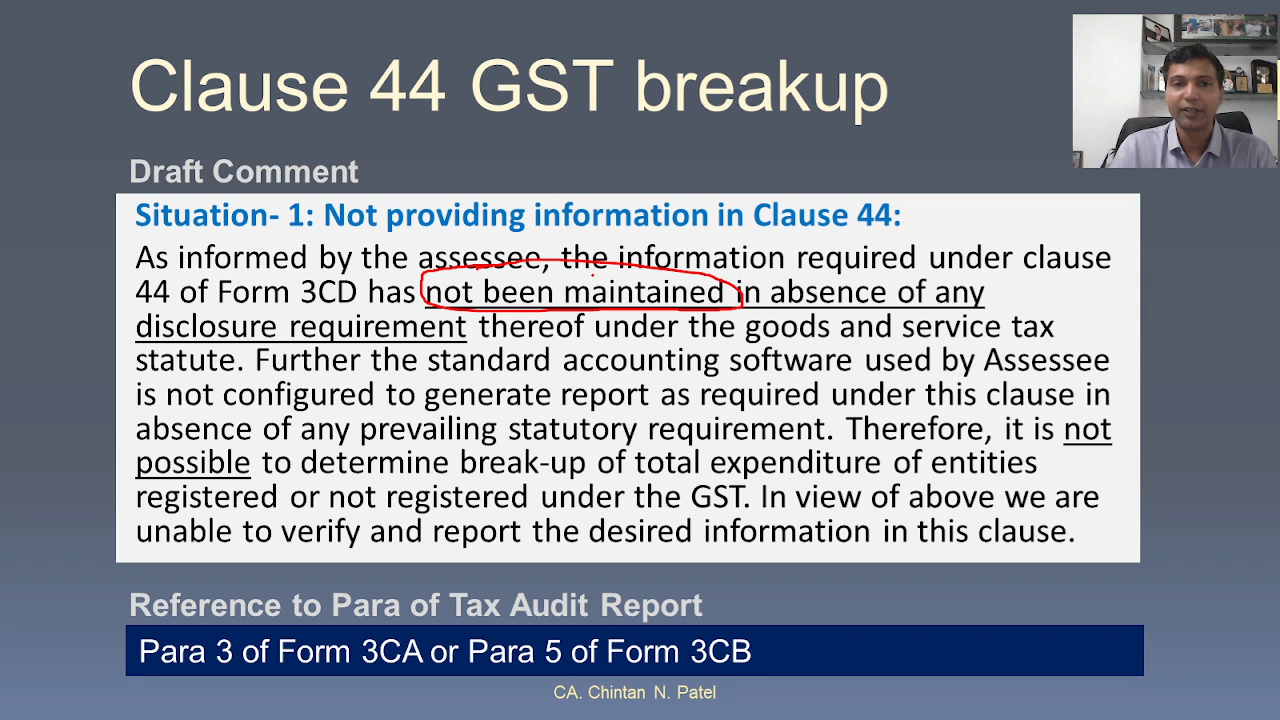 Clause 44 GST breakup
Draft Comment
Situation- 1: Not providing information in Clause 44:
As informed by the assessee, the information required under clause
44 of Form 3CD has not been maintained in absence of any
disclosure requirement thereof under the goods and service tax
statute. Further the standard accounting software used by Assessee
is not configured to generate report as required under this clause in
absence of any prevailing statutory requirement. Therefore, it is not
possible to determine break-up of total expenditure of entities
registered or not registered under the GST. In view of above we are
unable to verify and report the desired information in this clause.
Reference to Para of Tax Audit Report
Para 3 of Form 3CA or Para 5 of Form 3CB
CA. Chintan N. Patel